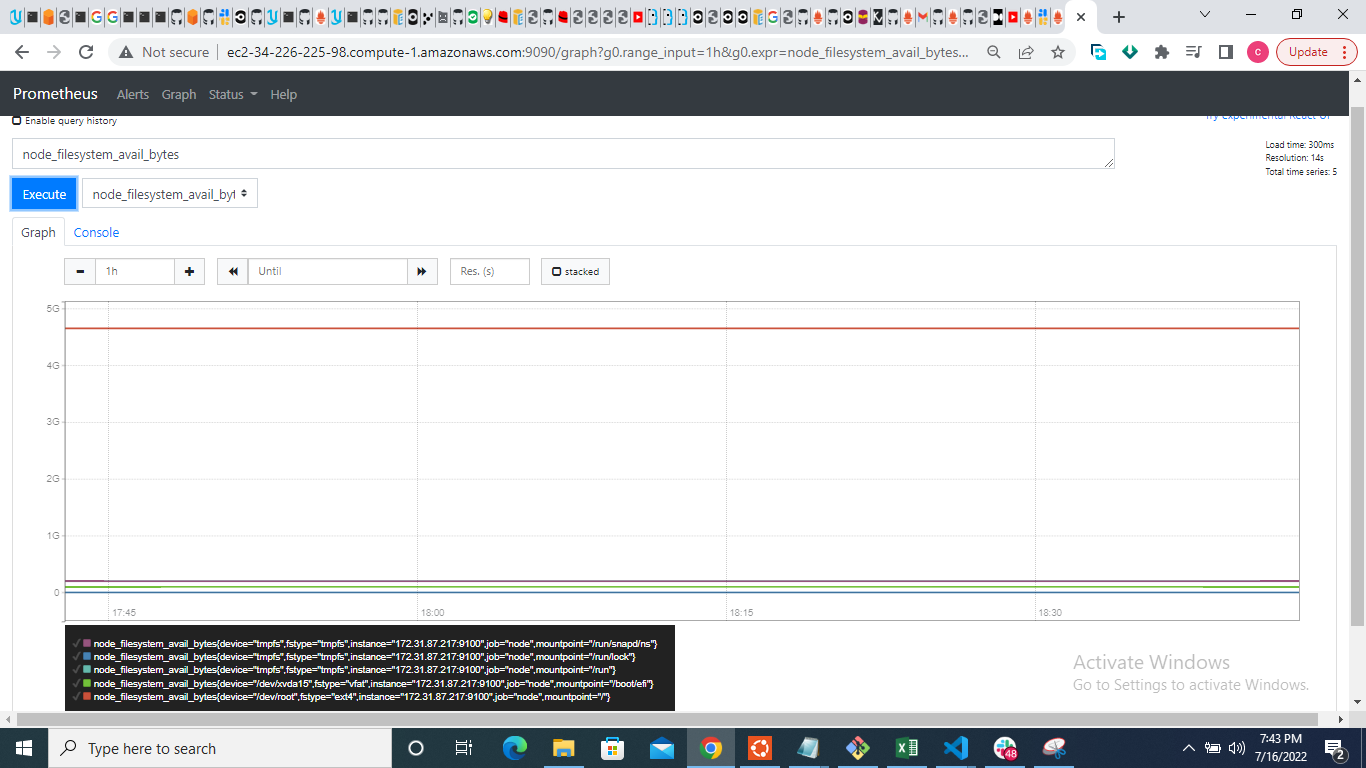 Not secure
ec2-34-226-225-98.compute-1.amazonaws.com:9090/graph?g0.range_input=1h&g0.expr=node_filesystem_avail_bytes...
C
Update
Prometheus
Alerts
Graph
Status
Help
Enable query history
Try Experimental React UI
node_filesystem_avail_bytes
Load time: 300ms
Resolution: 14s
Total time series: 5
Execute
node_filesystem_avail_byt
Graph
Console
1h
Until
Res. (s)
stacked
5G
4G
3G
2G
1G
0
17:45
18:00
18:15
18:30
node_filesystem_avail_bytes{device="tmpfs",fstype="tmpfs",instance="172.31.87.217:9100",job="node",mountpoint="/run/snapd/ns"}
node_filesystem_avail_bytes{device="tmpfs",fstype="tmpfs",instance="172.31.87.217:9100",job="node",mountpoint="/run/lock"}
node_filesystem_avail_bytes{device="tmpfs",fstype="tmpfs",instance="172.31.87.217:9100",job="node",mountpoint="/run"}
node_filesystem_avail_bytes{device="/dev/xvda15",fstype="vfat",instance="172.31.87.217:9100",job="node",mountpoint="/boot/efi"}
node_filesystem_avail_bytes{device="/dev/root",fstype="ext4",instance="172.31.87.217:9100",job="node",mountpoint="/"}
Activate Windows
Go to Settings to activate Windows.
Type here to search
48
7:43 PM
7/16/2022
2